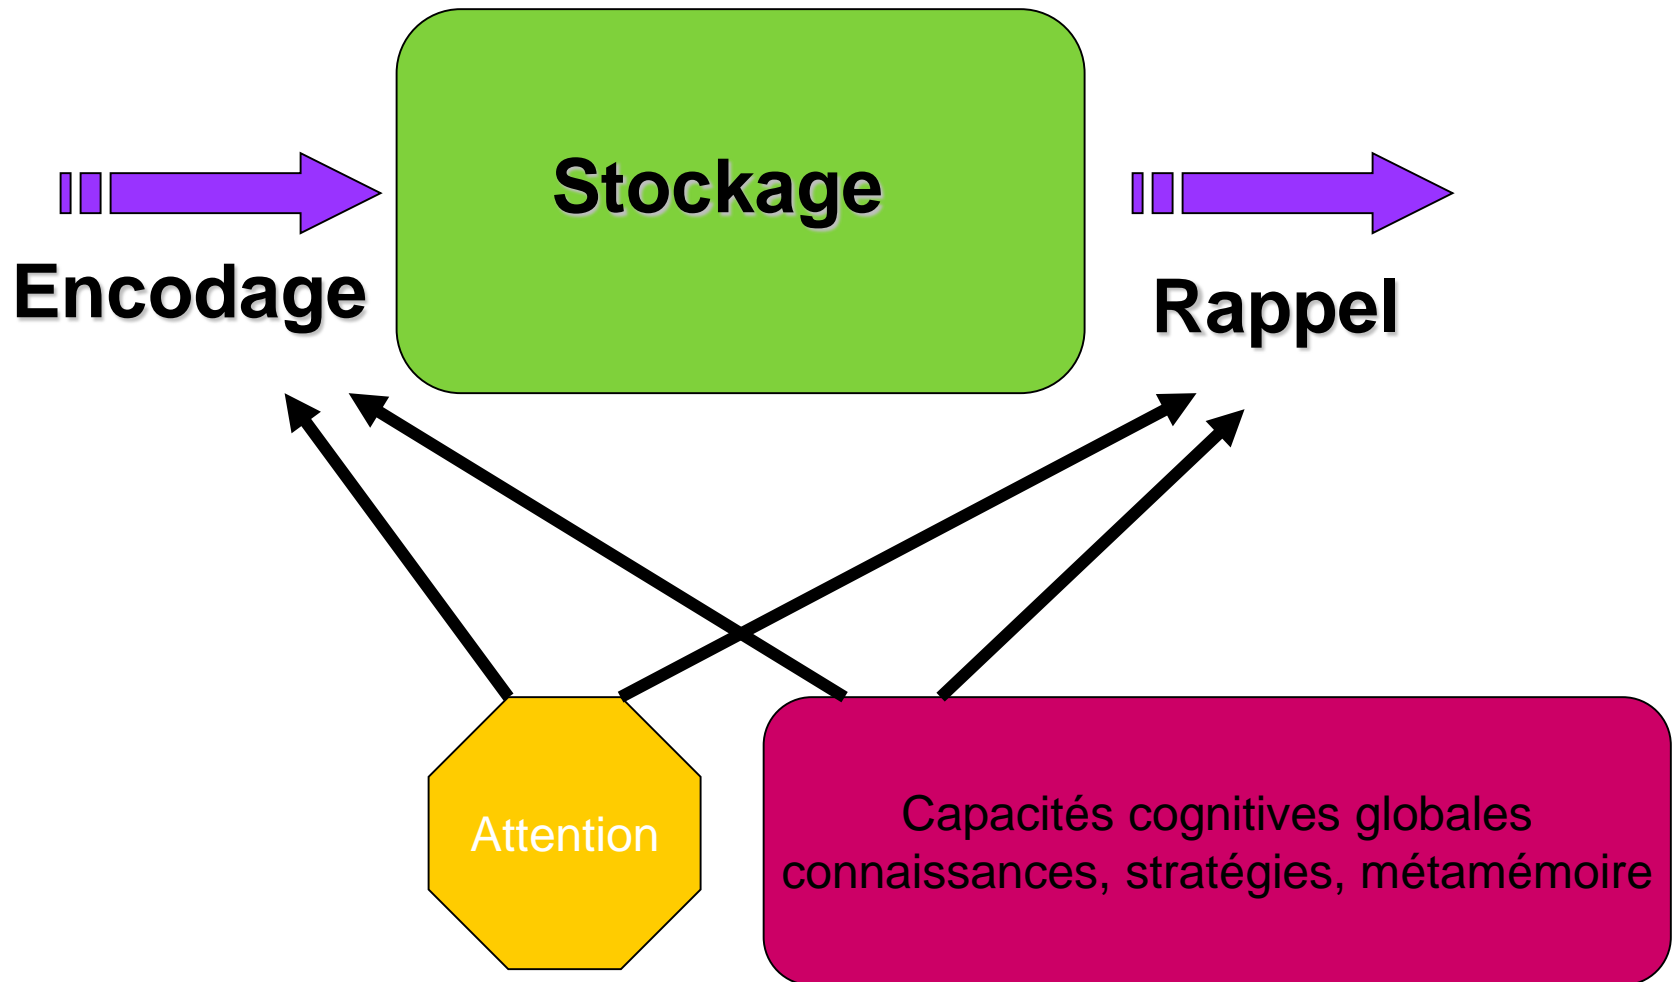 Stockage
Encodage
Rappel
Attention
Capacités cognitives globales
connaissances, stratégies, métamémoire